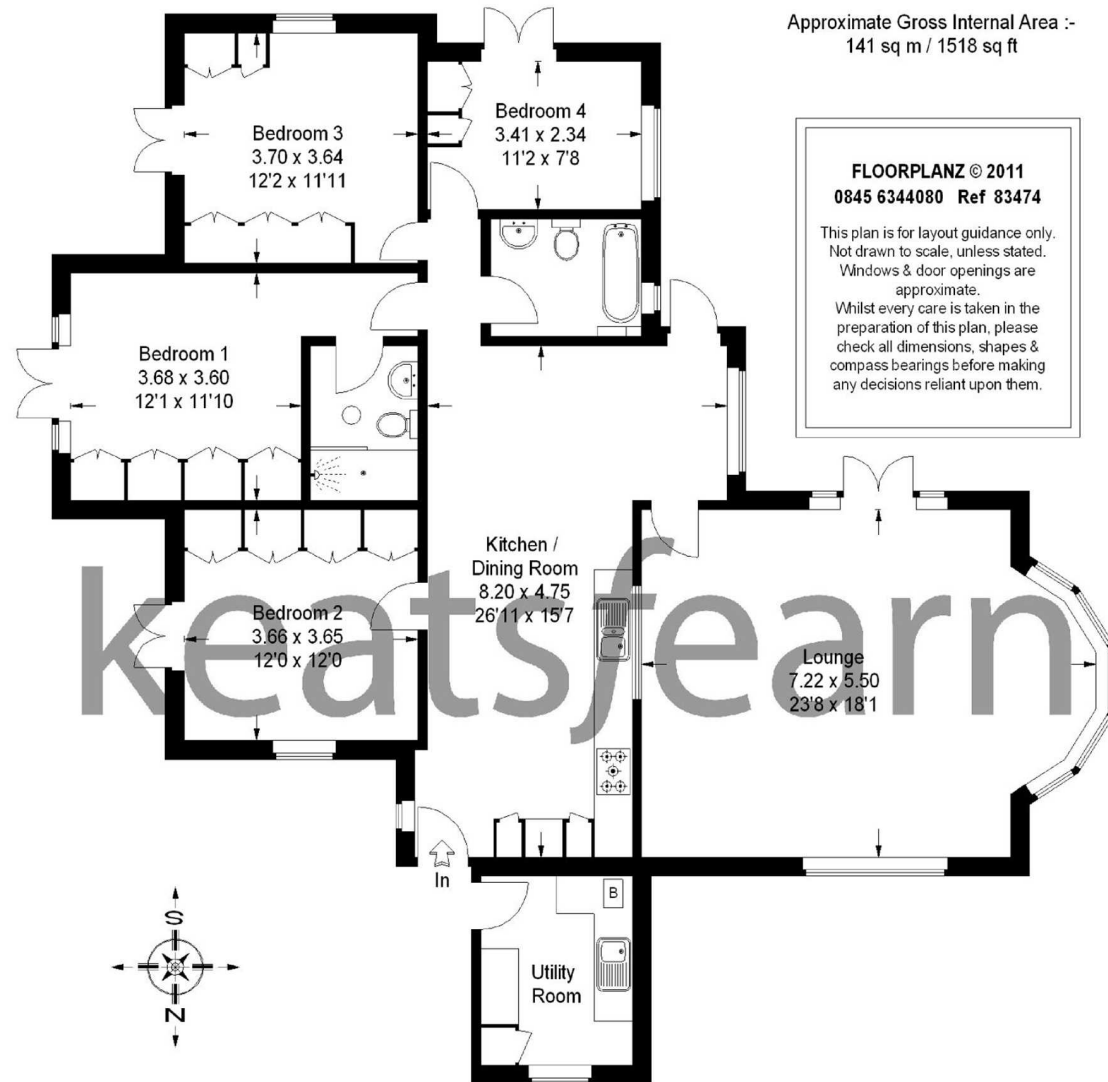 Approximate Gross Internal Area :-
141 sq m / 1518 sq ft
FLOORPLANZ © 2011
0845 6344080 Ref 83474
This plan is for layout guidance only.
Not drawn to scale, unless stated.
Windows & door openings are
approximate.
Whilst every care is taken in the
preparation of this plan, please
check all dimensions, shapes &
compass bearings before making
any decisions reliant upon them.
Bedroom 3
3.70 x 3.64
12'2 x 11'11
Bedroom 4
3.41 x 2.34
11'2 x 7'8
Bedroom 1
3.68 x 3.60
12'1 x 11'10
Kitchen /
Dining Room
8.20 x 4.75
26'11 x 15'7
Bedroom 2
3.66 x 3.65
12'0 x 12'0
Lounge
7.22 x 5.50
23'8 x 18'1
keatsfearn
In
B
Utility
Room
S
N